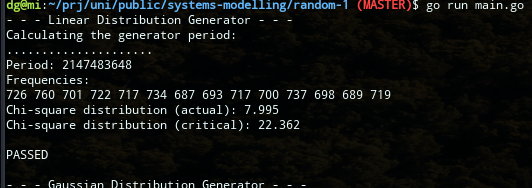 dg@mi:~/prj/uni/public/systems-modelling/random-1 (MASTER)$ go run main.go
- - - Linear Distribution Generator - - -
Calculating the generator period:
.....................
Period: 2147483648
Frequencies:
726 760 701 722 717 734 687 693 717 700 737 698 689 719
Chi-square distribution (actual): 7.995
Chi-square distribution (critical): 22.362
PASSED
- - - Gaussian Distribution Generator - - -